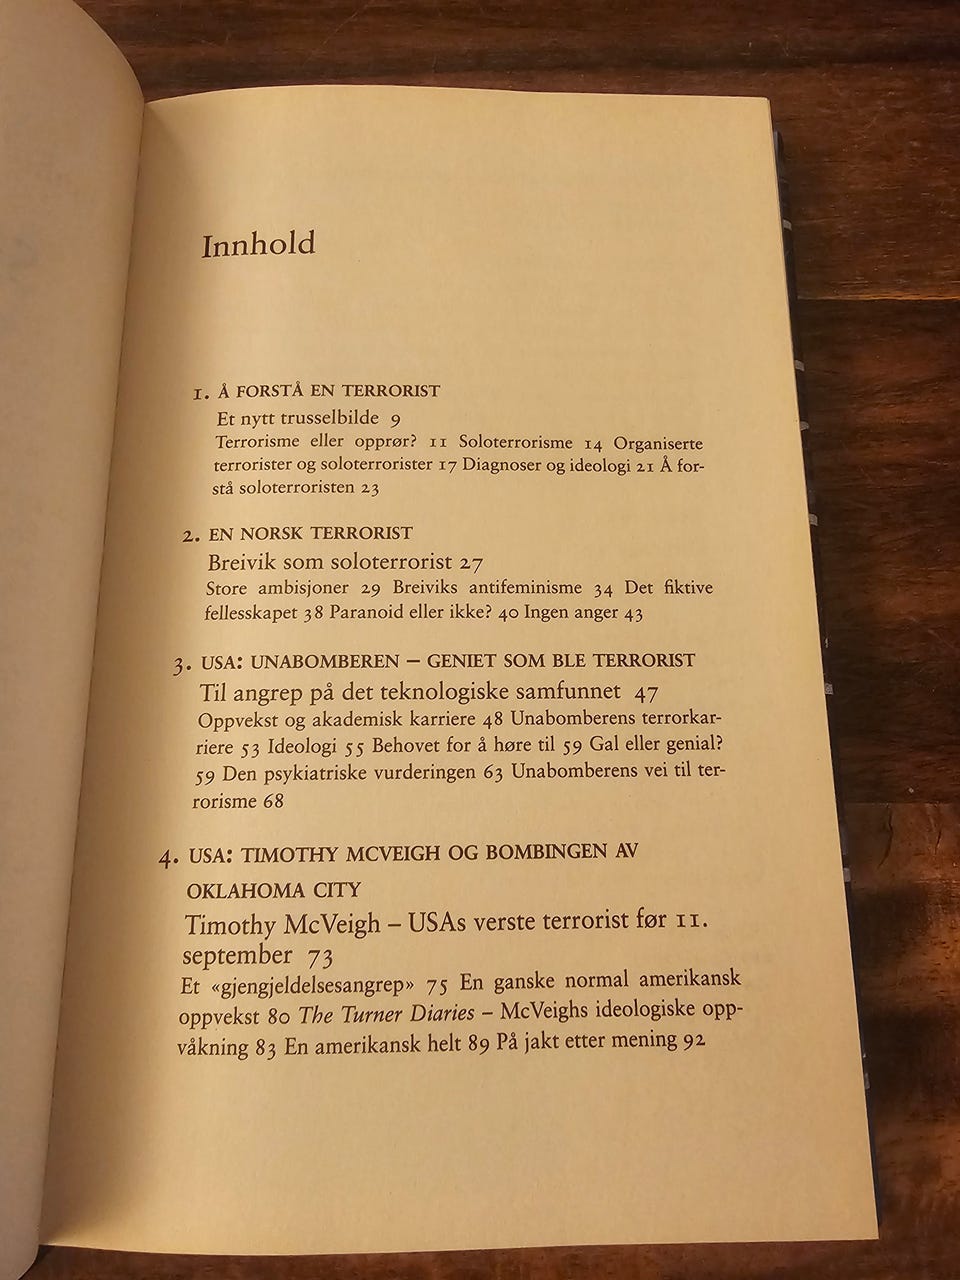 Innhold
1. Å FORSTÅ EN TERRORIST
Et nytt trusselbilde 9
Terrorisme eller opprør? 11 Soloterrorisme 14 Organiserte
terrorister og soloterrorister 17 Diagnoser og ideologi 21 Å for-
stå soloterroristen 23
2. EN NORSK TERRORIST
Breivik som soloterrorist 27
Store ambisjoner 29 Breiviks antifeminisme 34 Det fiktive
fellesskapet 38 Paranoid eller ikke? 40 Ingen anger 43
3. USA: UNABOMBEREN – GENIET SOM BLE TERRORIST
Til angrep på det teknologiske samfunnet 47
Oppvekst og akademisk karriere 48 Unabomberens terrorkar-
riere 53 Ideologi 55 Behovet for å høre til 59 Gal eller genial?
59 Den psykiatriske vurderingen 63 Unabomberens vei til ter-
rorisme 68
4. USA: TIMOTHY MCVEIGH OG BOMBINGEN AV
OKLAHOMA CITY
Timothy McVeigh – USAs verste terrorist før 11.
september 73
Et «gjengjeldelsesangrep» 75 En ganske normal amerikansk
oppvekst 80 The Turner Diaries – McVeighs ideologiske opp-
våkning 83 En amerikansk helt 89 På jakt etter mening 92